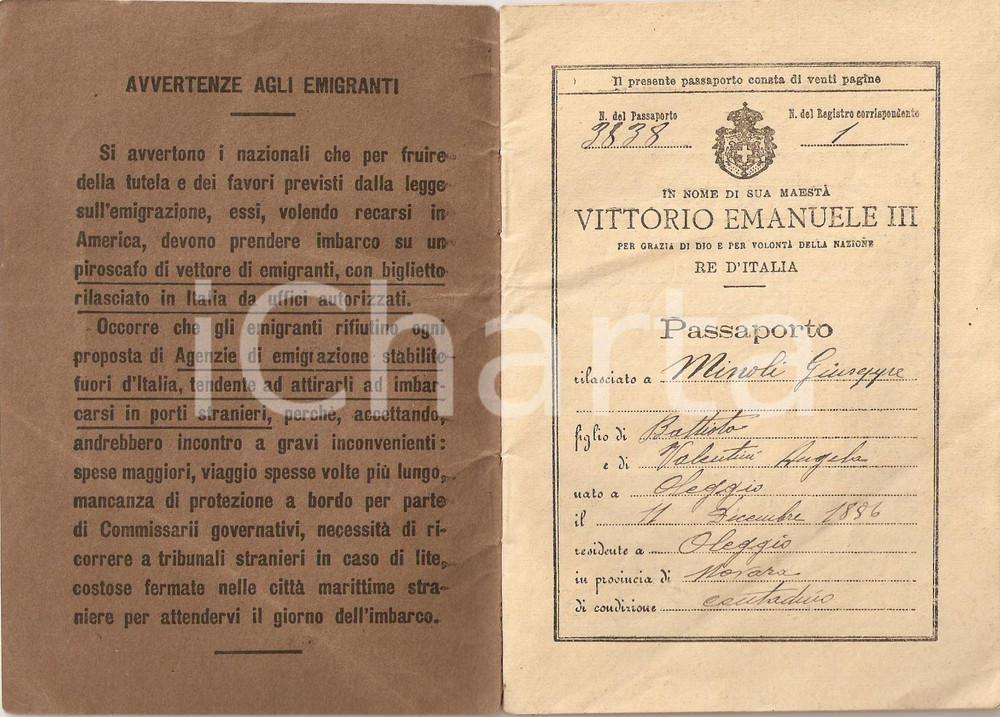 AVVERTENZE AGLI EMIGRANTI
Si avvertono i nazionali che per fruire
della tutela e dei favori previsti dalla legge
sull'emigrazione, essi, volendo recarsi in
America, devono prendere imbarco su un
piroscafo di vettore di emigranti, con biglietto
rilasciato in Italia da uffici autorizzati.
Occorre che gli emigranti rifiutino ogni
proposta di Agenzie di emigrazione stabilite
fuori d'Italia, tendente ad attirarli ad imbar-
carsi in porti stranieri, perchè, accettando,
andrebbero incontro a gravi inconvenienti:
spese maggiori, viaggio spesse volte più lungo,
mancanza di protezione a bordo per parte
di Commissarii governativi, necessità di ri-
correre a tribunali stranieri in caso di lite,
costose fermate nelle città marittime stra-
niere per attendervi il giorno dell'imbarco.
Il presente passaporto consta di venti pagine
N. del Passaporto
2838
N. del Registro corrispondente
1
IN NOME DI SUA MAESTÀ
VITTORIO EMANUELE III
PER GRAZIA DI DIO E PER VOLONTÀ DELLA NAZIONE
RE D'ITALIA
Passaporto
rilasciato a Minoli Giuseppe
figlio di Battista
e di Valentini Angela
nato a Oleggio
il 11 Dicembre 1886
residente a Oleggio
in provincia di Novara
di condizione contadino
iCharta